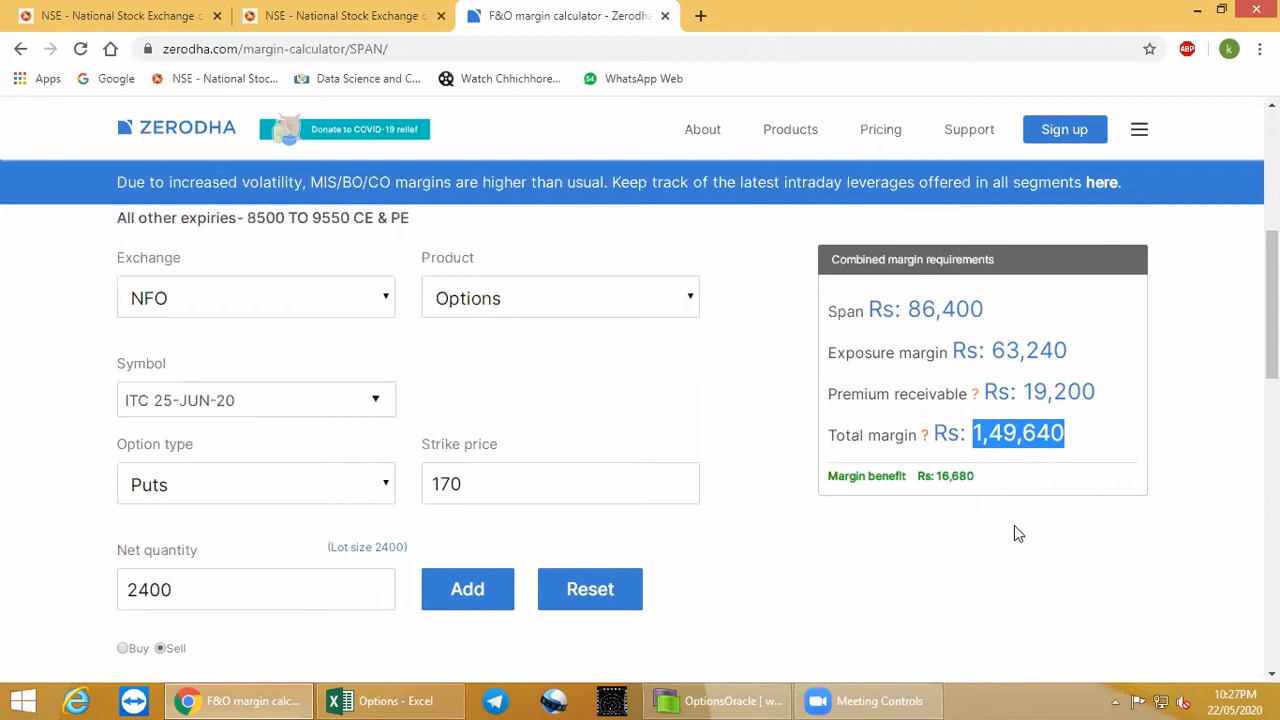 NSE - National Stock Exchange o
NSE - National Stock Exchange o
F&O margin calculator - Zerodha
zerodha.com/margin-calculator/SPAN/
ABP
k
Apps
Google
NSE - National Stoc...
Data Science and C...
Watch Chhichhore...
WhatsApp Web
ZERODHA
Donate to COVID-19 relief
About
Products
Pricing
Support
Sign up
Due to increased volatility, MIS/BO/CO margins are higher than usual. Keep track of the latest intraday leverages offered in all segments here.
All other expiries- 8500 TO 9550 CE & PE
Exchange
Product
NFO
Options
Symbol
ITC 25-JUN-20
Option type
Strike price
Puts
170
Net quantity
(Lot size 2400)
2400
Add
Reset
Buy
Sell
Combined margin requirements
Span Rs: 86,400
Exposure margin Rs: 63,240
Premium receivable ? Rs: 19,200
Total margin ? Rs: 1,49,640
Margin benefit Rs: 16,680
F&O margin calc...
Options - Excel
OptionsOracle [ w...
Meeting Controls
10:27PM
22/05/2020